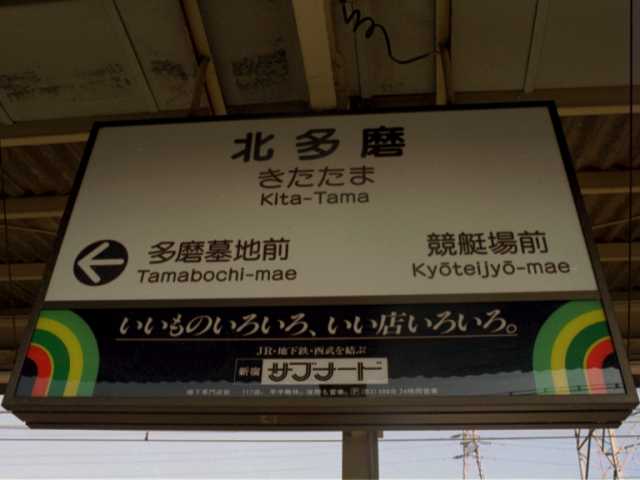 北多磨
きたたま
Kita-Tama
多磨墓地前
Tamabochi-mae
競艇場前
Kyōteijyō-mae
いいものいろいろ、いい店いろいろ。
JR・地下鉄・西武を結ぶ
新宿 サブナード